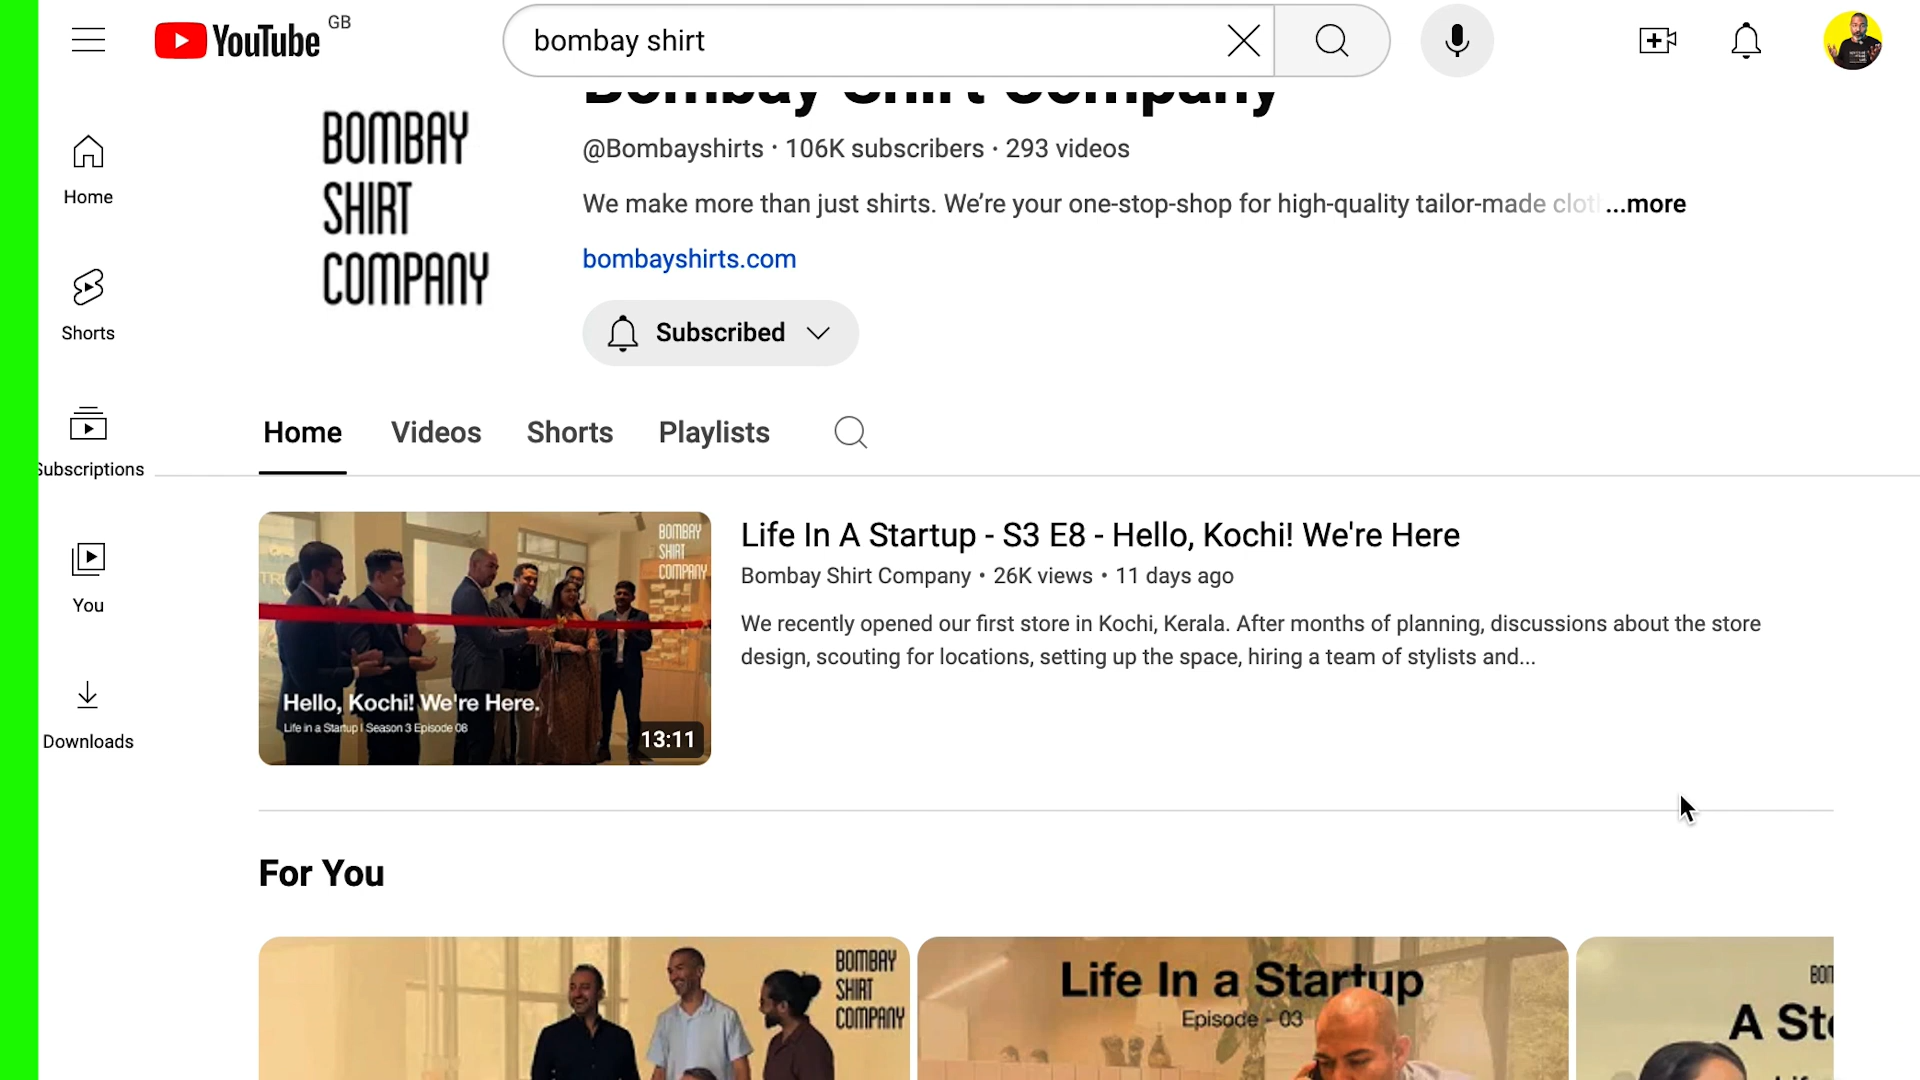 YouTube GB
bombay shirt
Bombay Shirt Company
BOMBAY
SHIRT
COMPANY
@Bombayshirts · 106K subscribers · 293 videos
We make more than just shirts. We’re your one-stop-shop for high-quality tailor-made clot ...more
bombayshirts.com
Subscribed
Home
Shorts
Subscriptions
You
Downloads
Home Videos Shorts Playlists
BOMBAY
SHIRT
COMPANY
Hello, Kochi! We're Here.
Life in a Startup I Season 3 Episode 08
13:11
Life In A Startup - S3 E8 - Hello, Kochi! We're Here
Bombay Shirt Company • 26K views • 11 days ago
We recently opened our first store in Kochi, Kerala. After months of planning, discussions about the store
design, scouting for locations, setting up the space, hiring a team of stylists and...
For You
BOMBAY
SHIRT
COMPANY
Life In a Startup
Episode - 03
A St